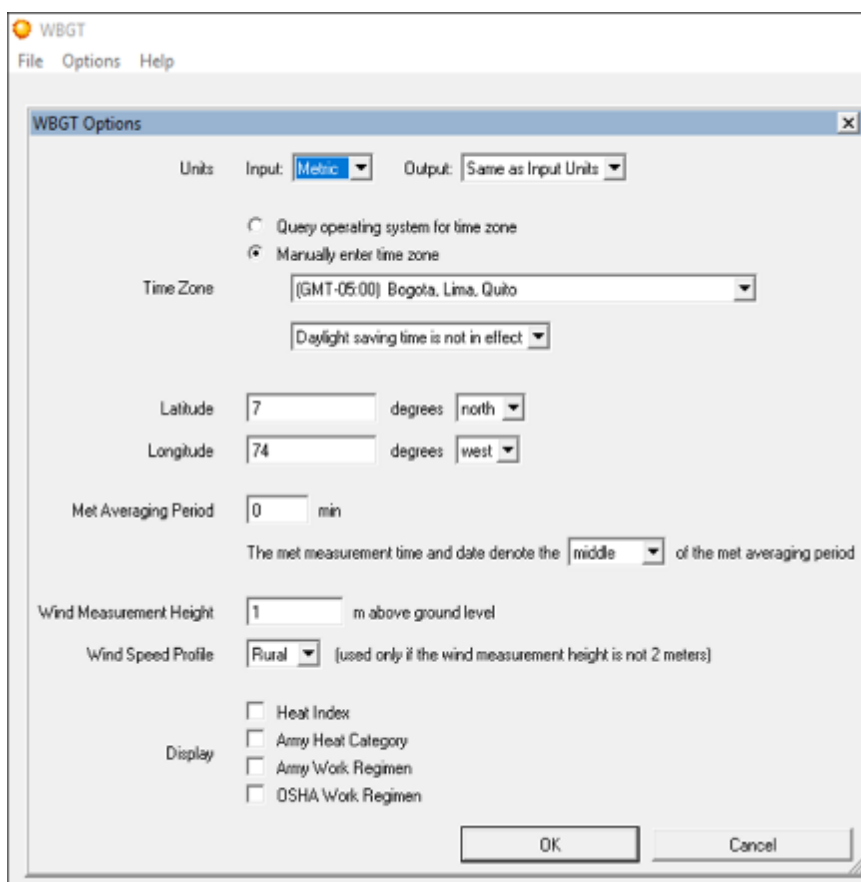 WBGT
File Options Help
WBGT Options
Units Input: Metric Output: Same as Input Units
Query operating system for time zone
Manually enter time zone
Time Zone (GMT-05:00) Bogota, Lima, Quito
Daylight saving time is not in effect
Latitude 7 degrees north
Longitude 74 degrees west
Met Averaging Period 0 min
The met measurement time and date denote the middle of the met averaging period
Wind Measurement Height 1 m above ground level
Wind Speed Profile Rural (used only if the wind measurement height is not 2 meters)
Heat Index
Army Heat Category
Display
Army Work Regimen
OSHA Work Regimen
OK Cancel